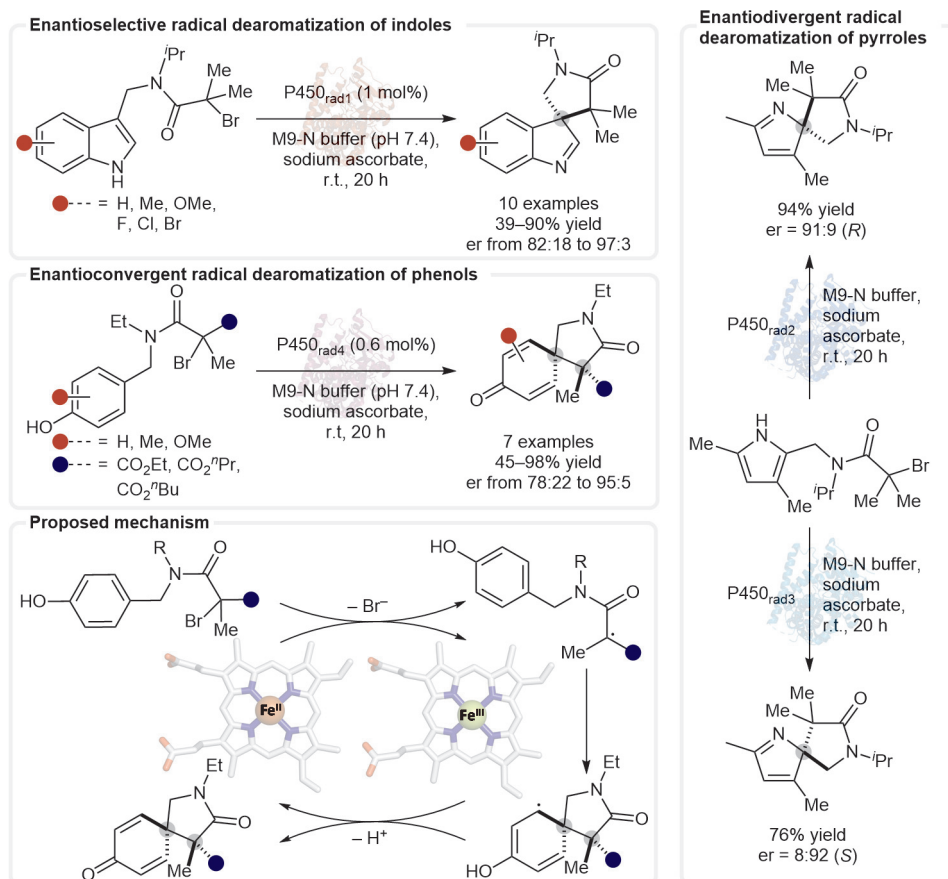 Enantioselective radical dearomatization of indoles
iPr
N
Me
Me
O
Br
N
H
= H, Me, OMe,
F, Cl, Br
P450rad1 (1 mol%)
M9-N buffer (pH 7.4),
sodium ascorbate,
r.t., 20 h
iPr
N
O
Me
Me
N
10 examples
39–90% yield
er from 82:18 to 97:3
Enantioconvergent radical dearomatization of phenols
O
Et
N
Br
Me
HO
= H, Me, OMe
= CO2Et, CO2nPr,
CO2nBu
P450rad4 (0.6 mol%)
M9-N buffer (pH 7.4),
sodium ascorbate,
r.t, 20 h
Et
N
O
O
Me
7 examples
45–98% yield
er from 78:22 to 95:5
Proposed mechanism
R
O
N
HO
Br
Me
– Br–
HO
R
N
O
Me
FeII
FeIII
Et
N
O
O
Me
– H+
Et
N
O
HO
Me
Enantiodivergent radical
dearomatization of pyrroles
Me
Me
O
N
N
iPr
Me
94% yield
er = 91:9 (R)
P450rad2
M9-N buffer,
sodium
ascorbate,
r.t., 20 h
H
N
O
Me
Br
N
iPr
Me
Me
Me
P450rad3
M9-N buffer,
sodium
ascorbate,
r.t., 20 h
Me
Me
O
N
N
iPr
Me
76% yield
er = 8:92 (S)